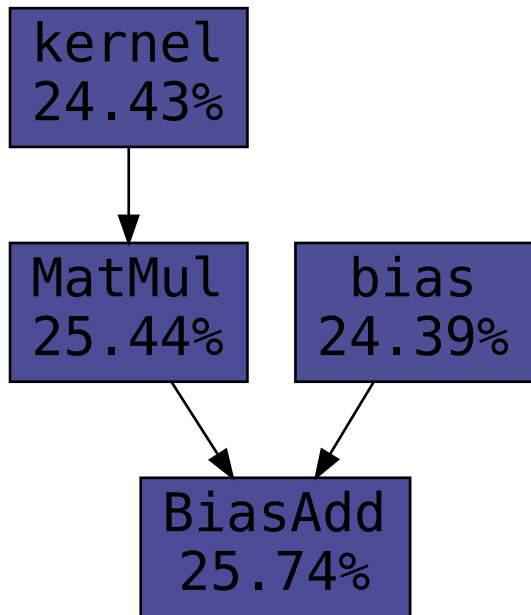 kernel
24.43%
MatMul
25.44%
bias
24.39%
BiasAdd
25.74%